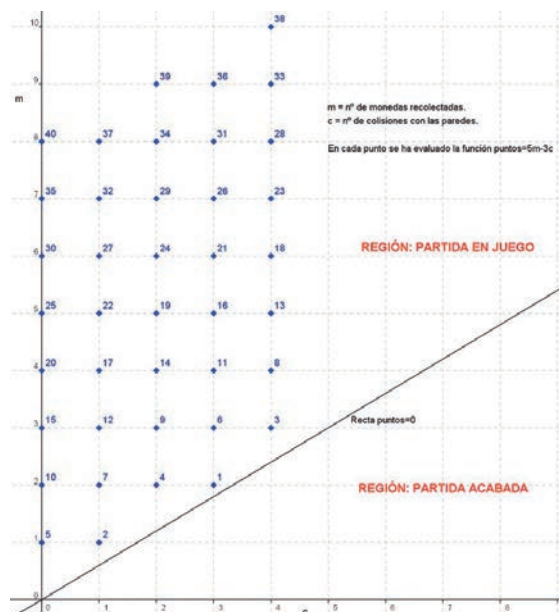 38
10
39 36 33
9
m
m = nº de monedas recolectadas.
c = nº de colisiones con las paredes.
40 37 34 31 28
8
En cada punto se ha evaluado la función puntos=5m-3c
35 32 29 26 23
7
30 27 24 21 18
6
REGIÓN: PARTIDA EN JUEGO
25 22 19 16 13
5
20 17 14 11 8
4
15 12 9 6 3
3
Recta puntos=0
10 7 4 1
2
REGIÓN: PARTIDA ACABADA
5 2
1
0
0 1 2 3 4 5 6 7 8